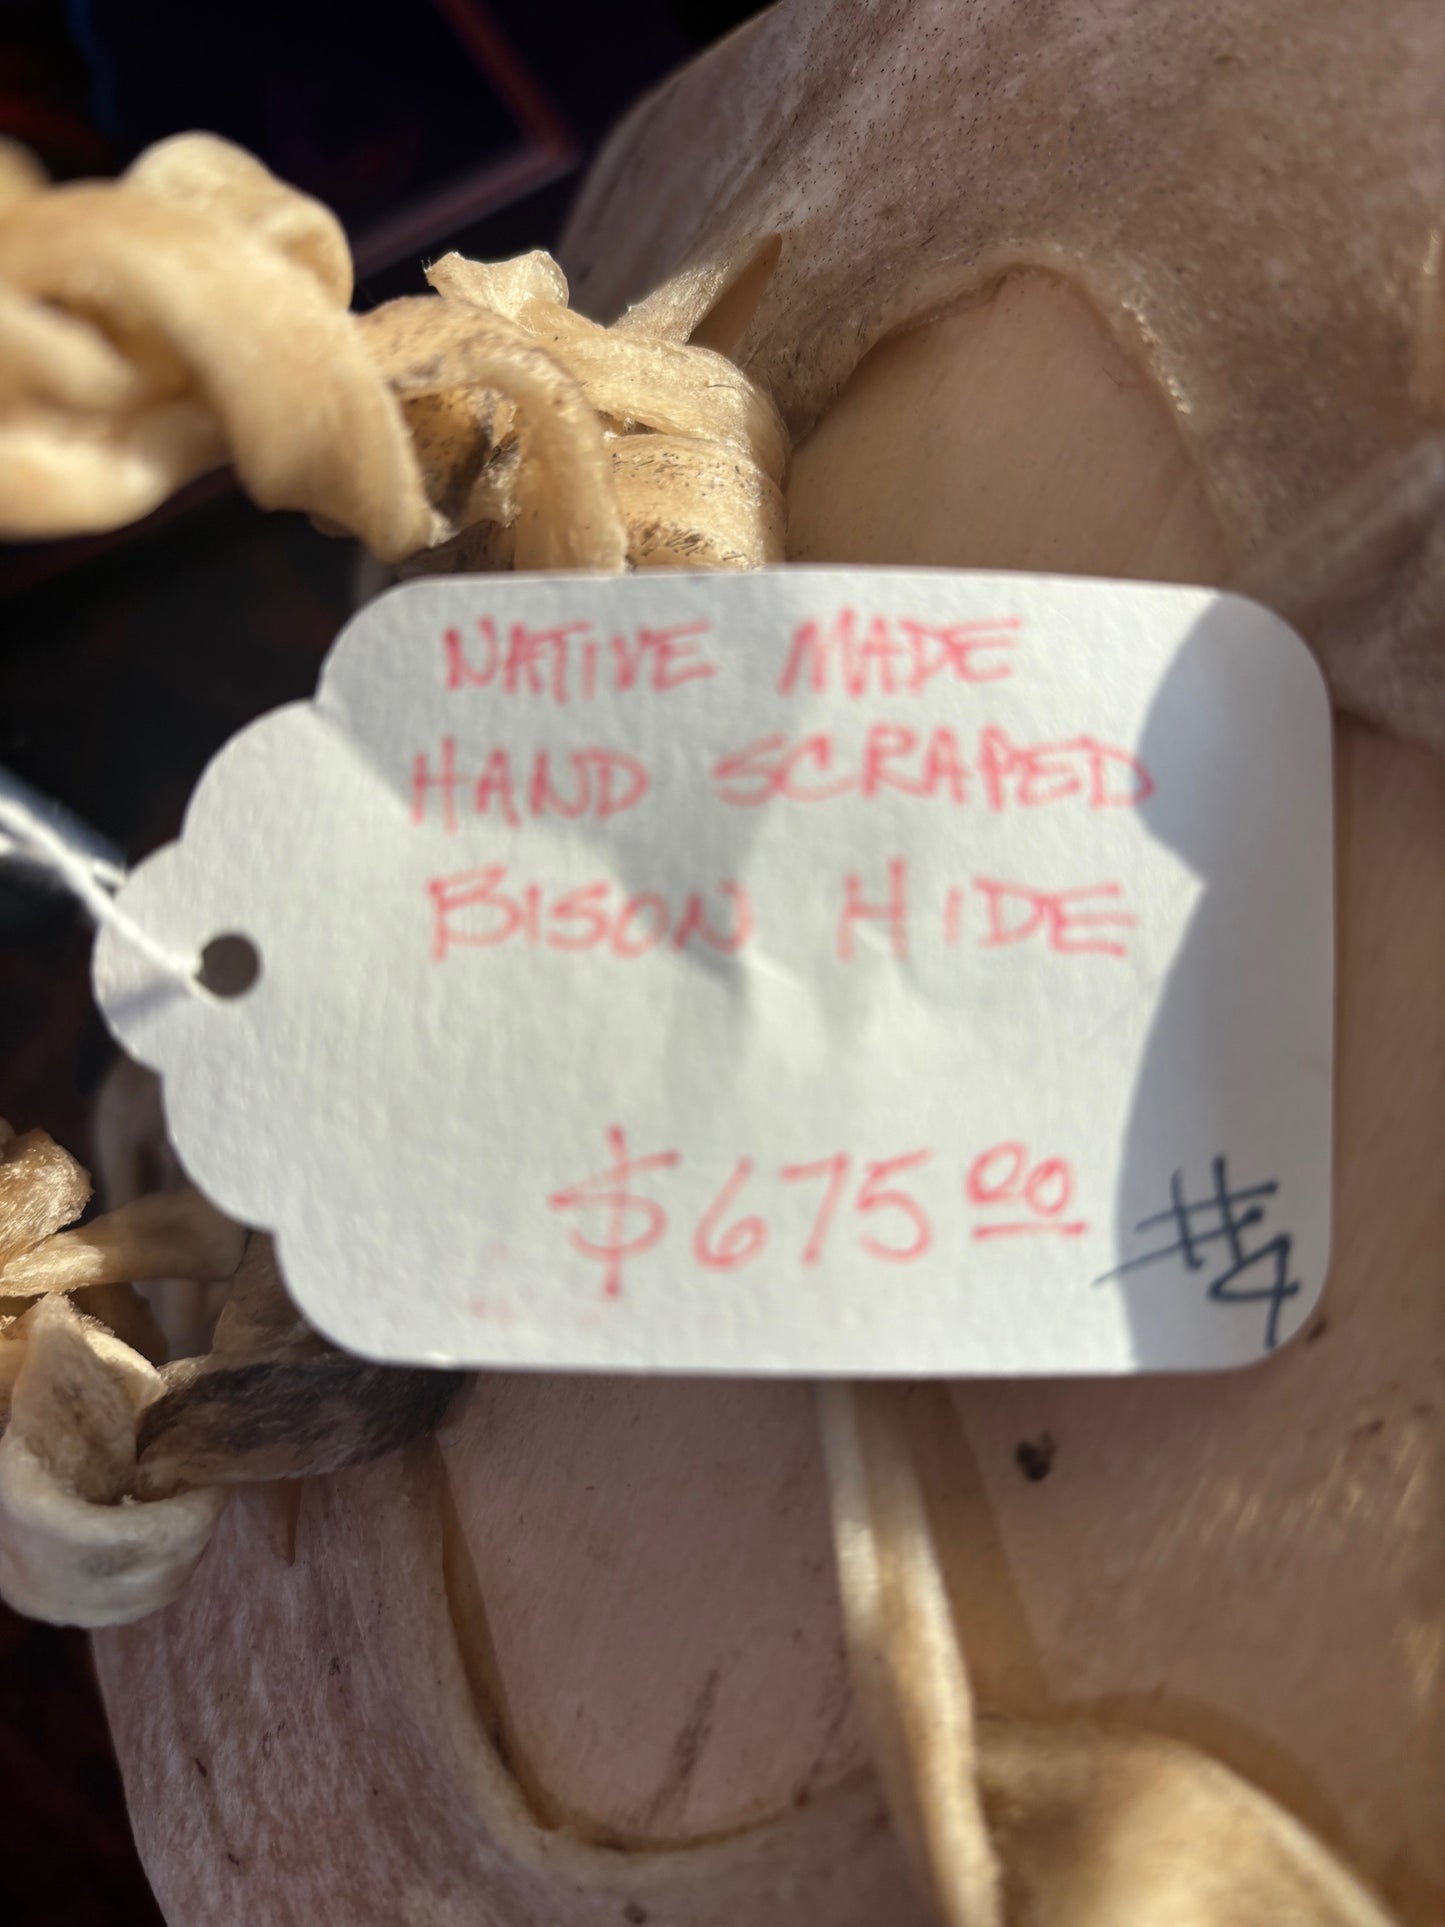 NATIVE MADE
HAND SCRAPED
BISON HIDE
$675.00
#4